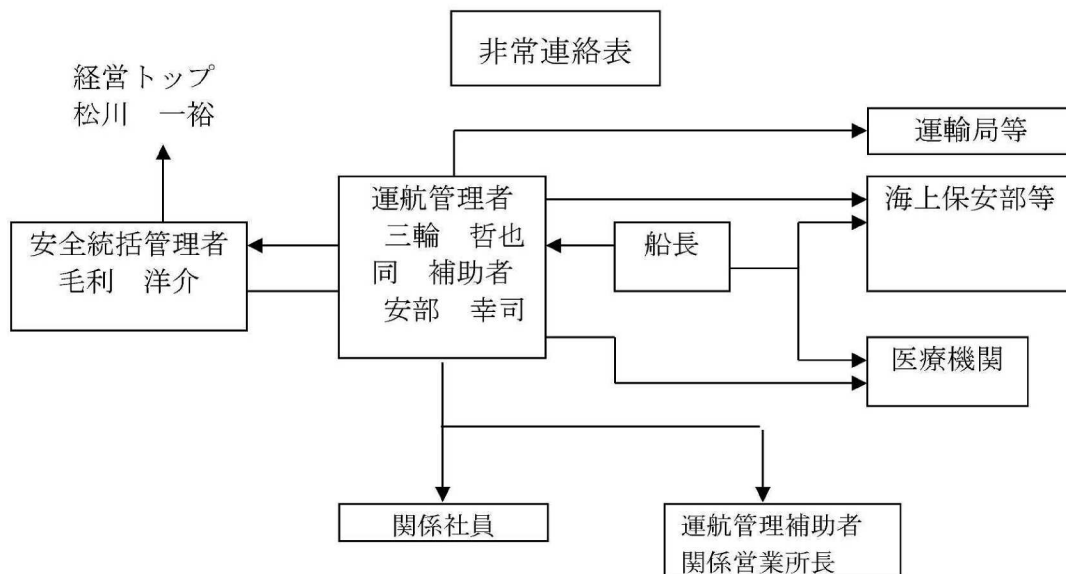 非常連絡表
経営トップ
松川　一裕
運輸局等
運航管理者
三輪　哲也
同　補助者
安部　幸司
海上保安部等
船長
安全統括管理者
毛利　洋介
医療機関
関係社員
運航管理補助者
関係営業所長